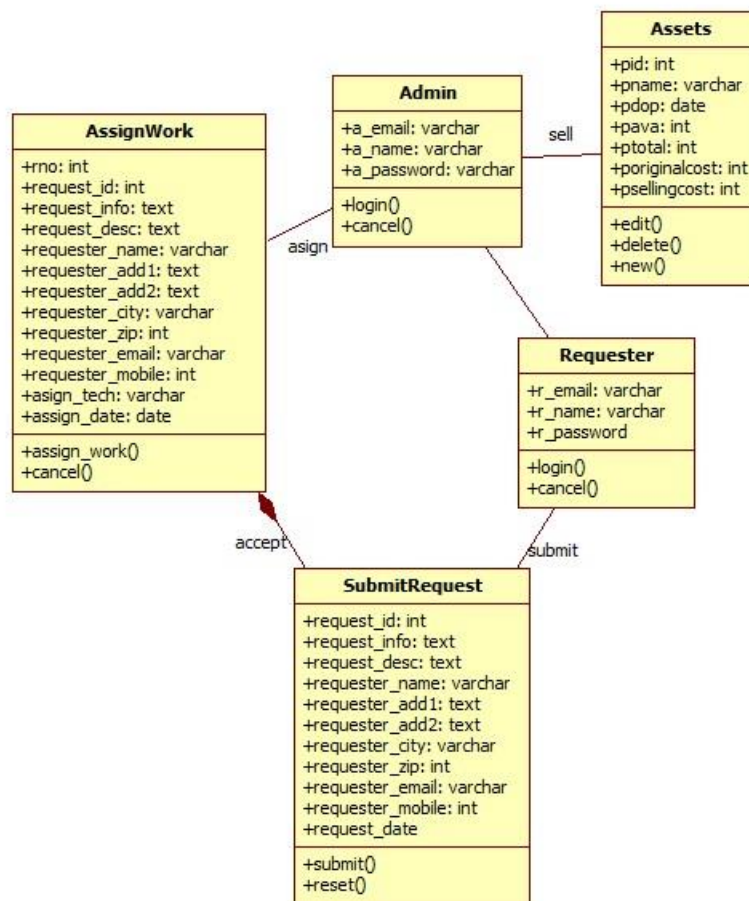 Assets
+pid: int
+pname: varchar
+pdop: date
+pava: int
+ptotal: int
+poriginalcost: int
+psellingcost: int
+edit()
+delete()
+new()
Admin
+a_email: varchar
+a_name: varchar
+a_password: varchar
+login()
+cancel()
sell
AssignWork
+rno: int
+request_id: int
+request_info: text
+request_desc: text
+requester_name: varchar
+requester_add1: text
+requester_add2: text
+requester_city: varchar
+requester_zip: int
+requester_email: varchar
+requester_mobile: int
+asign_tech: varchar
+assign_date: date
+assign_work()
+cancel()
asign
Requester
+r_email: varchar
+r_name: varchar
+r_password
+login()
+cancel()
accept
submit
SubmitRequest
+request_id: int
+request_info: text
+request_desc: text
+requester_name: varchar
+requester_add1: text
+requester_add2: text
+requester_city: varchar
+requester_zip: int
+requester_email: varchar
+requester_mobile: int
+request_date
+submit()
+reset()